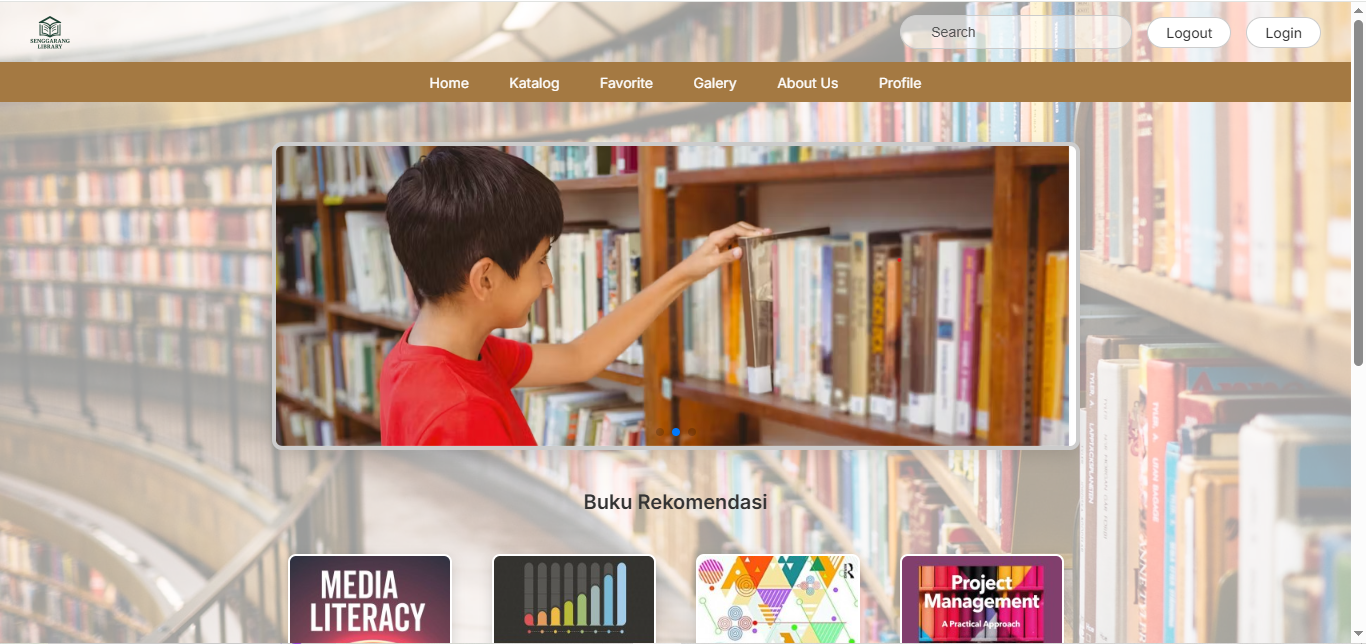 SENGGARANG
LIBRARY
Search
Logout
Login
Home
Katalog
Favorite
Galery
About Us
Profile
Buku Rekomendasi
MEDIA
LITERACY
R
Project
Management
A Practical Approach